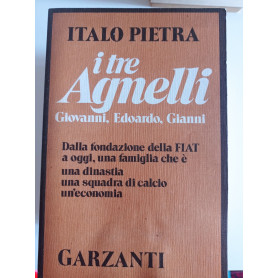 ITALO PIETRA
i tre
Agnelli
Giovanni, Edoardo, Gianni
Dalla fondazione della FIAT
a oggi, una famiglia che è
una dinastia
una squadra di calcio
un'economia
GARZANTI